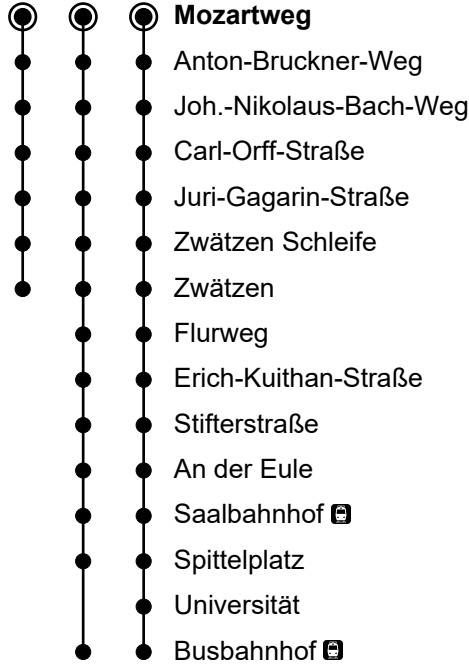 Mozartweg
Anton-Bruckner-Weg
Joh.-Nikolaus-Bach-Weg
Carl-Orff-Straße
Juri-Gagarin-Straße
Zwätzen Schleife
Zwätzen
Flurweg
Erich-Kuithan-Straße
Stifterstraße
An der Eule
Saalbahnhof
Spittelplatz
Universität
Busbahnhof